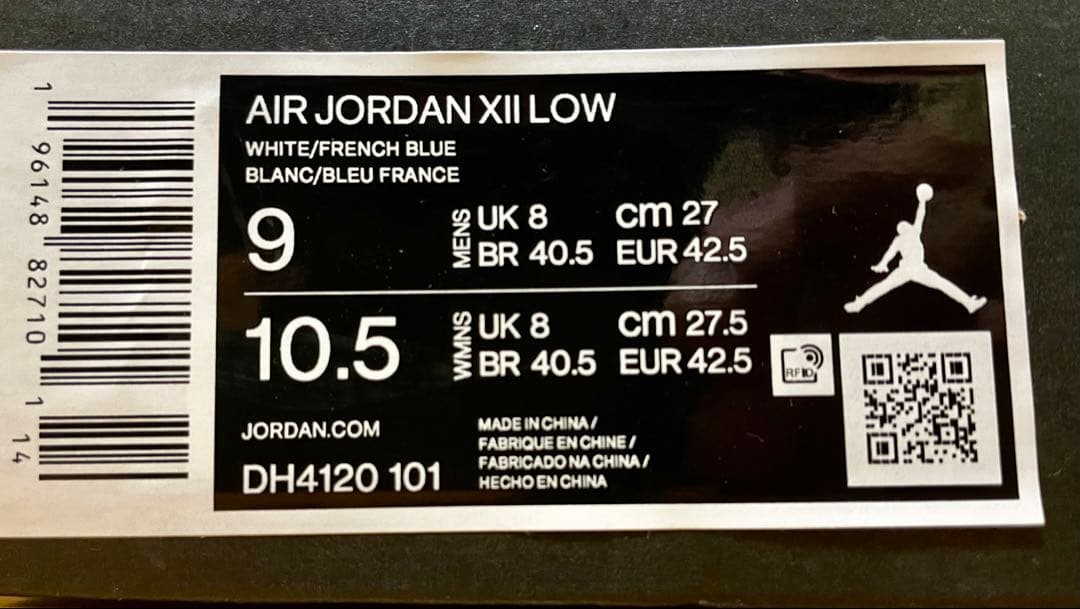 1 96148 82710 1 14
AIR JORDAN XII LOW
WHITE/FRENCH BLUE
BLANC/BLEU FRANCE
9 MENS UK 8 cm 27
BR 40.5 EUR 42.5
10.5 WMNS UK 8 cm 27.5
BR 40.5 EUR 42.5
RFID
JORDAN.COM
DH4120 101
MADE IN CHINA /
FABRIQUE EN CHINE /
FABRICADO NA CHINA /
HECHO EN CHINA